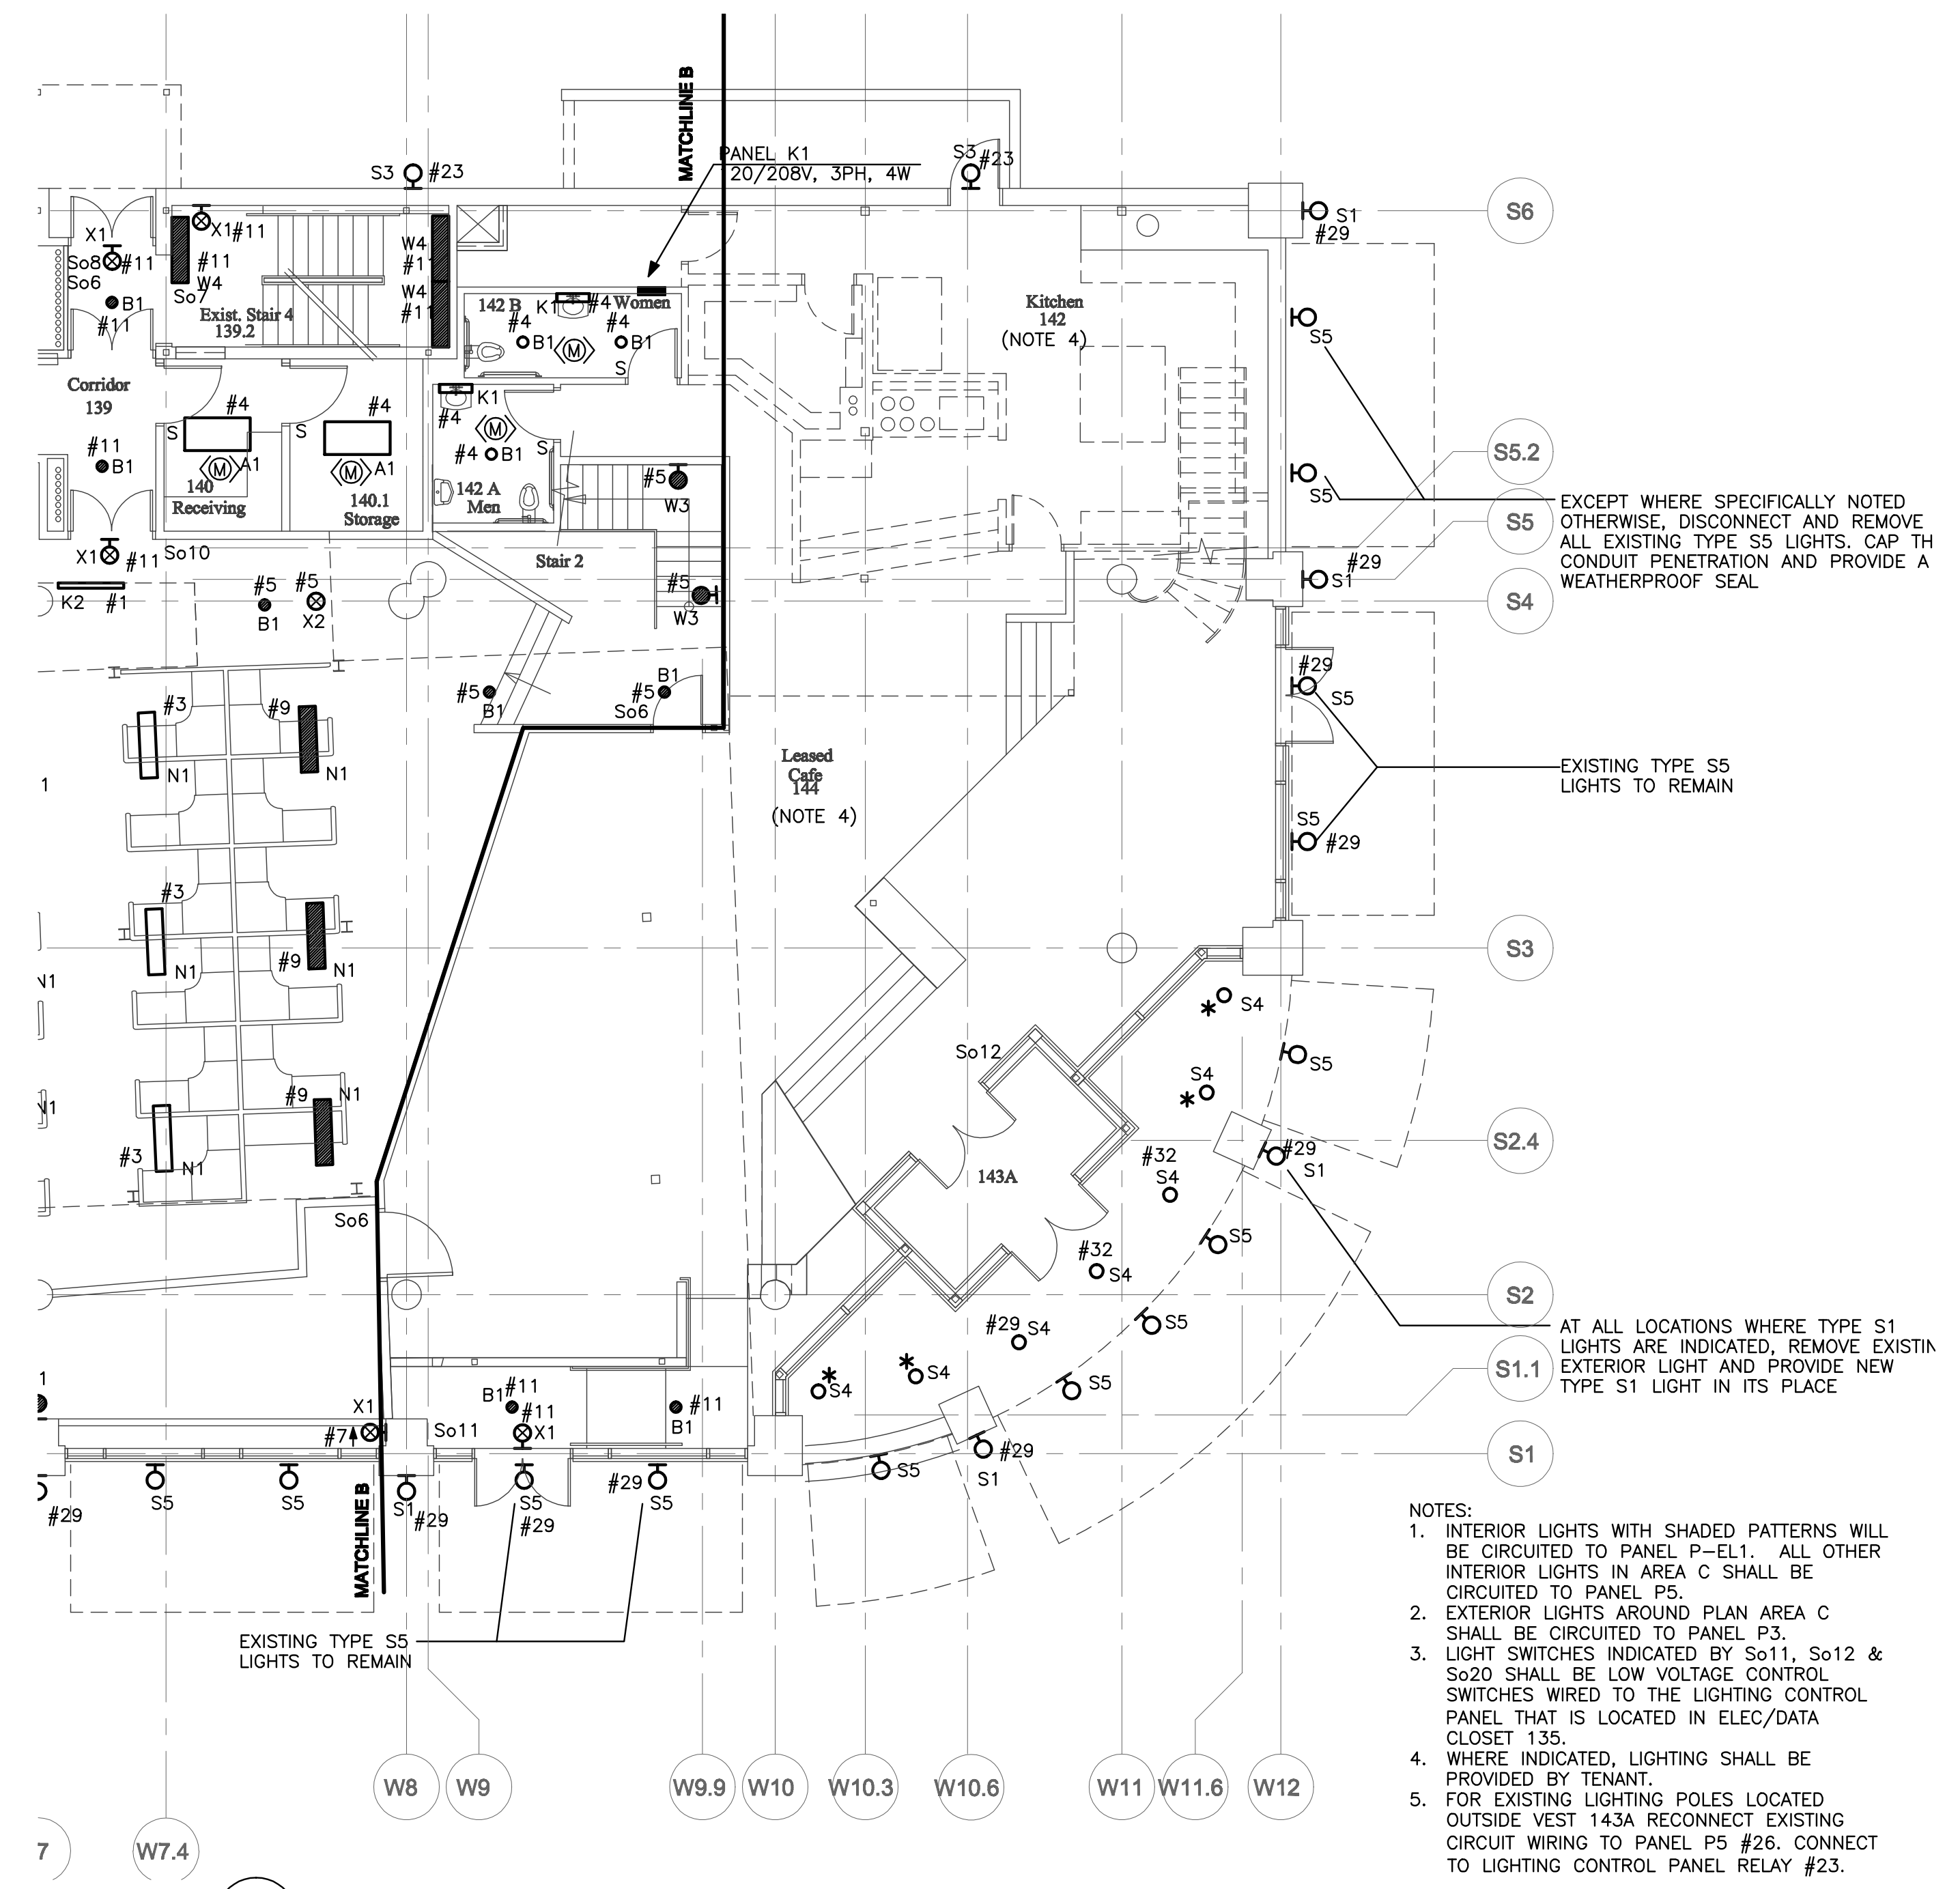 MATCHLINE B
PANEL K1
120/208V, 3PH, 4W
S3 #23
S3
#23
S6
S1
#29
X1
X1 #11
So8 #11
So6
#11
W4
So7
W4
#11
W4
#11
B1
#11
Exist. Stair 4
139.2
142 B
K1 #4 Women
#4
B1
#4
B1
M
S
Kitchen
142
(NOTE 4)
S5
Corridor
139
#4
#4
S
S
K1
#4
M
#4 B1
S
#11
B1
M A1
M A1
140
Receiving
140.1
Storage
142 A
Men
#5
W3
S5.2
S5
S5
EXCEPT WHERE SPECIFICALLY NOTED
OTHERWISE, DISCONNECT AND REMOVE
ALL EXISTING TYPE S5 LIGHTS. CAP TH
CONDUIT PENETRATION AND PROVIDE A
WEATHERPROOF SEAL
X1 #11
So10
Stair 2
#29
S1
K2 #1
#5
B1
#5
X2
#5
W3
S4
#29
S5
#5
B1
B1
#5
So6
#3
N1
#9
N1
1
Leased
Cafe
144
(NOTE 4)
EXISTING TYPE S5
LIGHTS TO REMAIN
S5
#29
#3
N1
#9
N1
N1
S3
* S4
So12
S5
S4
*
#9 N1
N1
#3 N1
S2.4
#29
S1
#32
S4
143A
So6
S5
#32
S4
S2
#29 S4
S5
AT ALL LOCATIONS WHERE TYPE S1
LIGHTS ARE INDICATED, REMOVE EXISTIN
EXTERIOR LIGHT AND PROVIDE NEW
TYPE S1 LIGHT IN ITS PLACE
S1.1
* S4
* S4
S5
1
X1
#7
B1 #11
#11
X1
#11
B1
So11
#29
S1
S5
S1
#29
S5
S5
S1
#29
S5
#29
#29
S5
MATCHLINE B
EXISTING TYPE S5
LIGHTS TO REMAIN
NOTES:
1. INTERIOR LIGHTS WITH SHADED PATTERNS WILL
BE CIRCUITED TO PANEL P-EL1. ALL OTHER
INTERIOR LIGHTS IN AREA C SHALL BE
CIRCUITED TO PANEL P5.
2. EXTERIOR LIGHTS AROUND PLAN AREA C
SHALL BE CIRCUITED TO PANEL P3.
3. LIGHT SWITCHES INDICATED BY So11, So12 &
So20 SHALL BE LOW VOLTAGE CONTROL
SWITCHES WIRED TO THE LIGHTING CONTROL
PANEL THAT IS LOCATED IN ELEC/DATA
CLOSET 135.
4. WHERE INDICATED, LIGHTING SHALL BE
PROVIDED BY TENANT.
5. FOR EXISTING LIGHTING POLES LOCATED
OUTSIDE VEST 143A RECONNECT EXISTING
CIRCUIT WIRING TO PANEL P5 #26. CONNECT
TO LIGHTING CONTROL PANEL RELAY #23.
W8 W9 W9.9 W10 W10.3 W10.6 W11 W11.6 W12
7 W7.4